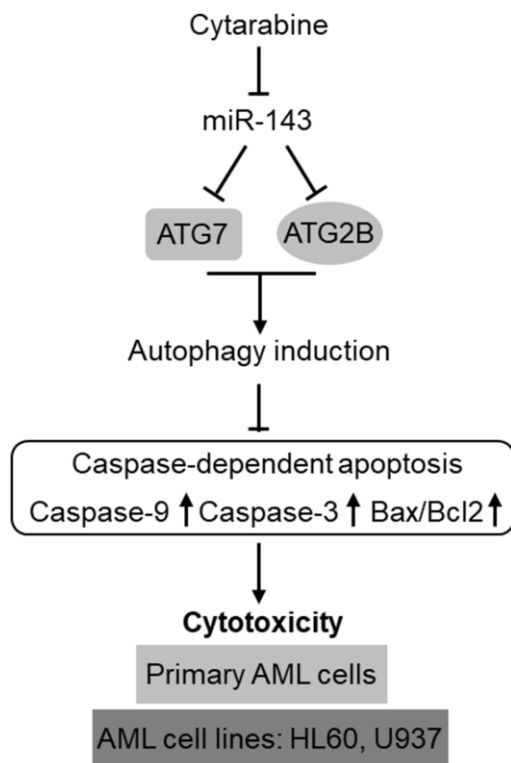 Cytarabine
miR-143
ATG7 ATG2B
Autophagy induction
Caspase-dependent apoptosis
Caspase-9 Caspase-3 Bax/Bcl2
Cytotoxicity
Primary AML cells
AML cell lines: HL60, U937